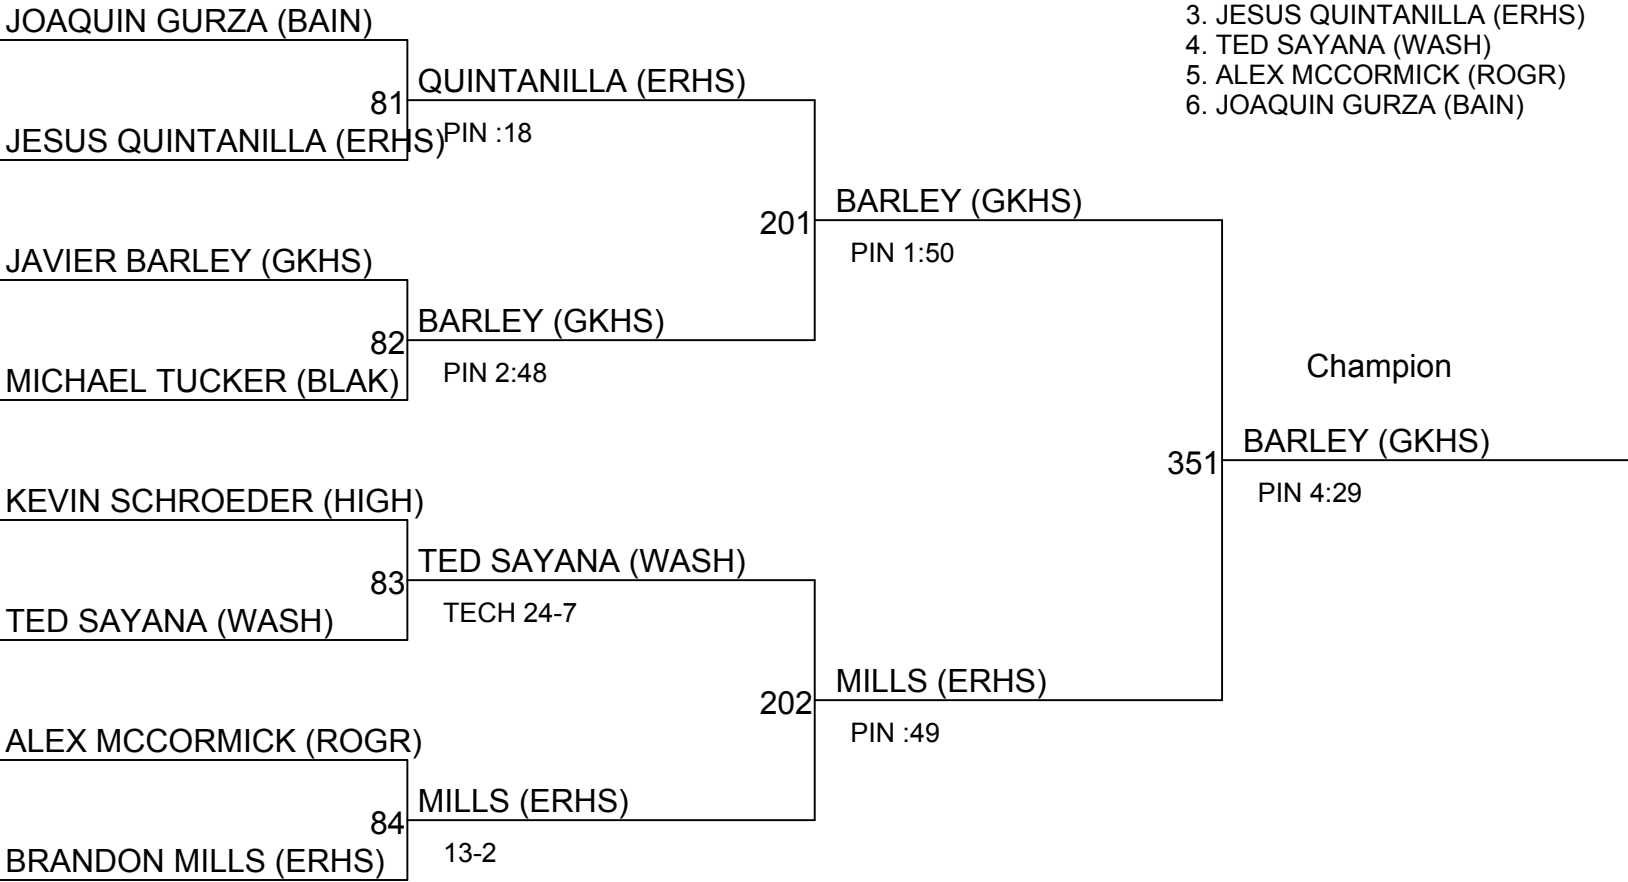 JOAQUIN GURZA (BAIN)
3. JESUS QUINTANILLA (ERHS)
4. TED SAYANA (WASH)
5. ALEX MCCORMICK (ROGR)
6. JOAQUIN GURZA (BAIN)
QUINTANILLA (ERHS)
81
PIN :18
JESUS QUINTANILLA (ERHS)
BARLEY (GKHS)
201
PIN 1:50
JAVIER BARLEY (GKHS)
BARLEY (GKHS)
82
PIN 2:48
MICHAEL TUCKER (BLAK)
Champion
BARLEY (GKHS)
351
PIN 4:29
KEVIN SCHROEDER (HIGH)
TED SAYANA (WASH)
83
TECH 24-7
TED SAYANA (WASH)
MILLS (ERHS)
202
PIN :49
ALEX MCCORMICK (ROGR)
MILLS (ERHS)
84
13-2
BRANDON MILLS (ERHS)